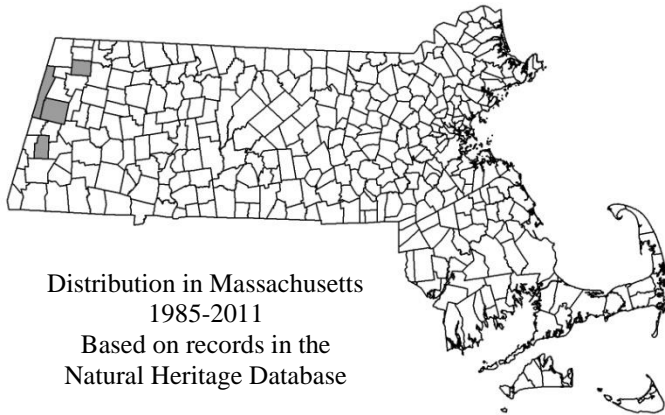 Distribution in Massachusetts
1985-2011
Based on records in the
Natural Heritage Database